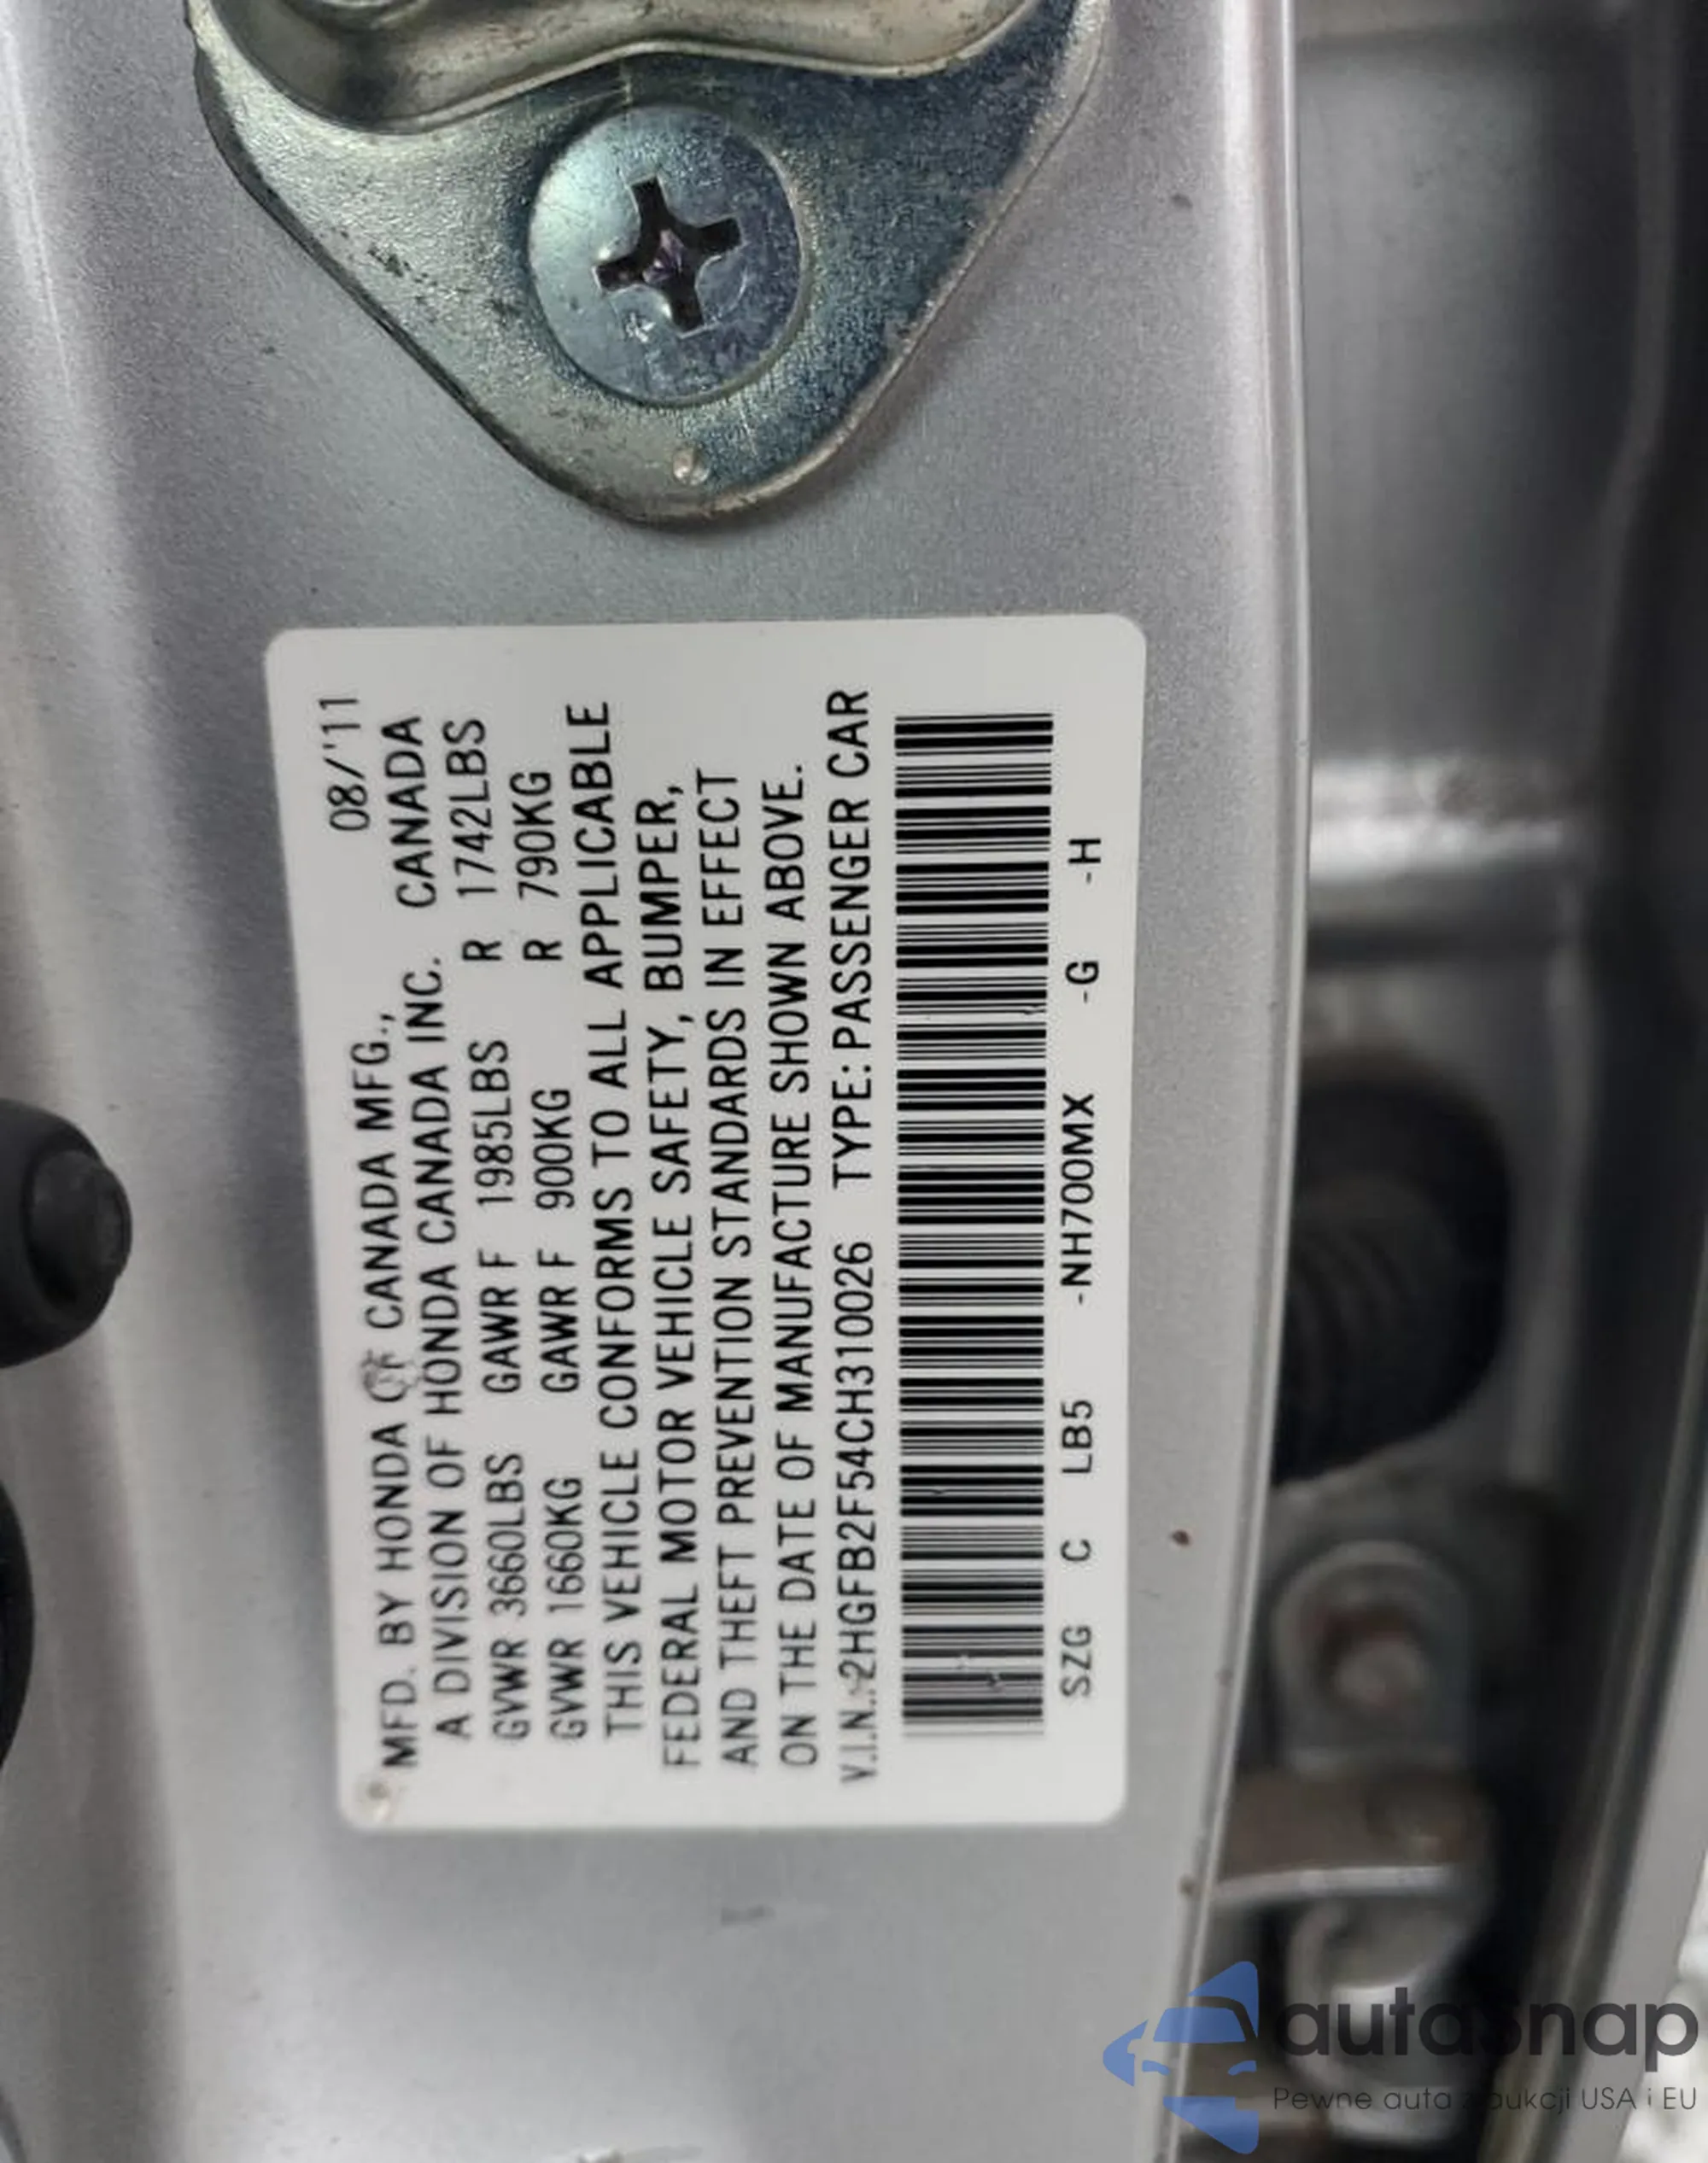 08/'11
MFD. BY HONDA OF CANADA MFG.,
A DIVISION OF HONDA CANADA INC. CANADA
GVWR 3660LBS GAWR F 1985LBS R 1742LBS
GVWR 1660KG GAWR F 900KG R 790KG
THIS VEHICLE CONFORMS TO ALL APPLICABLE
FEDERAL MOTOR VEHICLE SAFETY, BUMPER,
AND THEFT PREVENTION STANDARDS IN EFFECT
ON THE DATE OF MANUFACTURE SHOWN ABOVE.
V.I.N.:2HGFB2F54CH310026 TYPE: PASSENGER CAR
SZG C LB5 -NH700MX -G -H
autasnap
Pewne auta z aukcji USA i EU